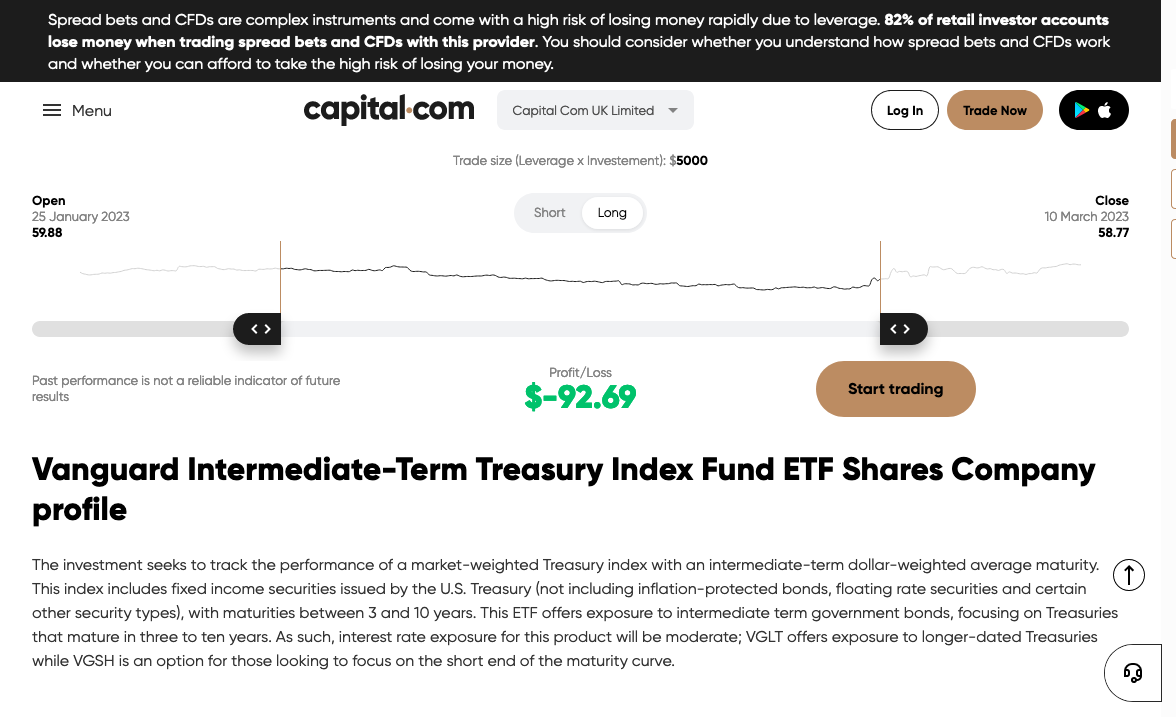 Spread bets and CFDs are complex instruments and come with a high risk of losing money rapidly due to leverage. 82% of retail investor accounts
lose money when trading spread bets and CFDs with this provider. You should consider whether you understand how spread bets and CFDs work
and whether you can afford to take the high risk of losing your money.
Menu
capital.com
Capital Com UK Limited
Log In
Trade Now
Trade size (Leverage x Investement): $5000
Open
25 January 2023
59.88
Short
Long
Close
10 March 2023
58.77
Past performance is not a reliable indicator of future
results
Profit/Loss
$-92.69
Start trading
Vanguard Intermediate-Term Treasury Index Fund ETF Shares Company
profile
The investment seeks to track the performance of a market-weighted Treasury index with an intermediate-term dollar-weighted average maturity.
This index includes fixed income securities issued by the U.S. Treasury (not including inflation-protected bonds, floating rate securities and certain
other security types), with maturities between 3 and 10 years. This ETF offers exposure to intermediate term government bonds, focusing on Treasuries
that mature in three to ten years. As such, interest rate exposure for this product will be moderate; VGLT offers exposure to longer-dated Treasuries
while VGSH is an option for those looking to focus on the short end of the maturity curve.